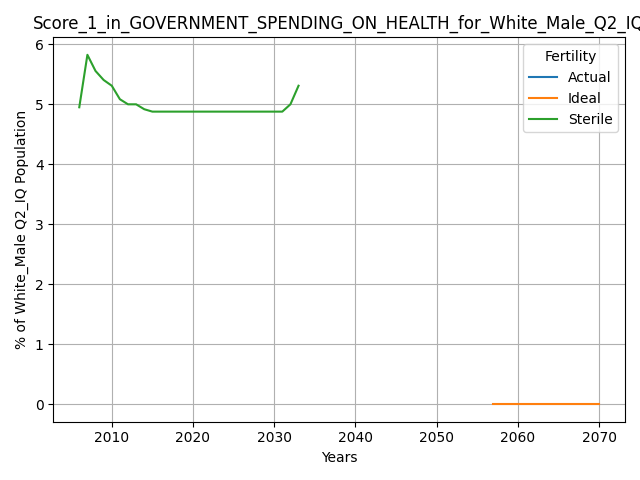 Score_1_in_GOVERNMENT_SPENDING_ON_HEALTH_for_White_Male_Q2_IQ
6
5
4
3
2
1
0
% of White_Male Q2_IQ Population
Fertility
Actual
Ideal
Sterile
2010 2020 2030 2040 2050 2060 2070
Years